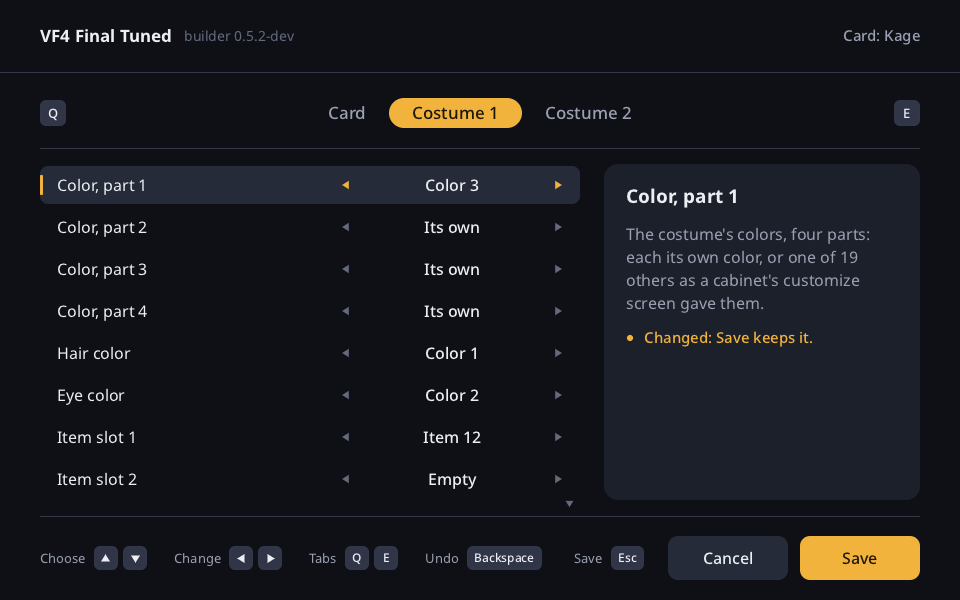 VF4 Final Tuned builder 0.5.2-dev Card: Kage
Q Card Costume 1 Costume 2 E
Color, part 1 Color 3
Color, part 2 Its own
Color, part 3 Its own
Color, part 4 Its own
Hair color Color 1
Eye color Color 2
Item slot 1 Item 12
Item slot 2 Empty
Color, part 1
The costume's colors, four parts:
each its own color, or one of 19
others as a cabinet's customize
screen gave them.
Changed: Save keeps it.
Choose Change Tabs Q E Undo Backspace Save Esc Cancel Save